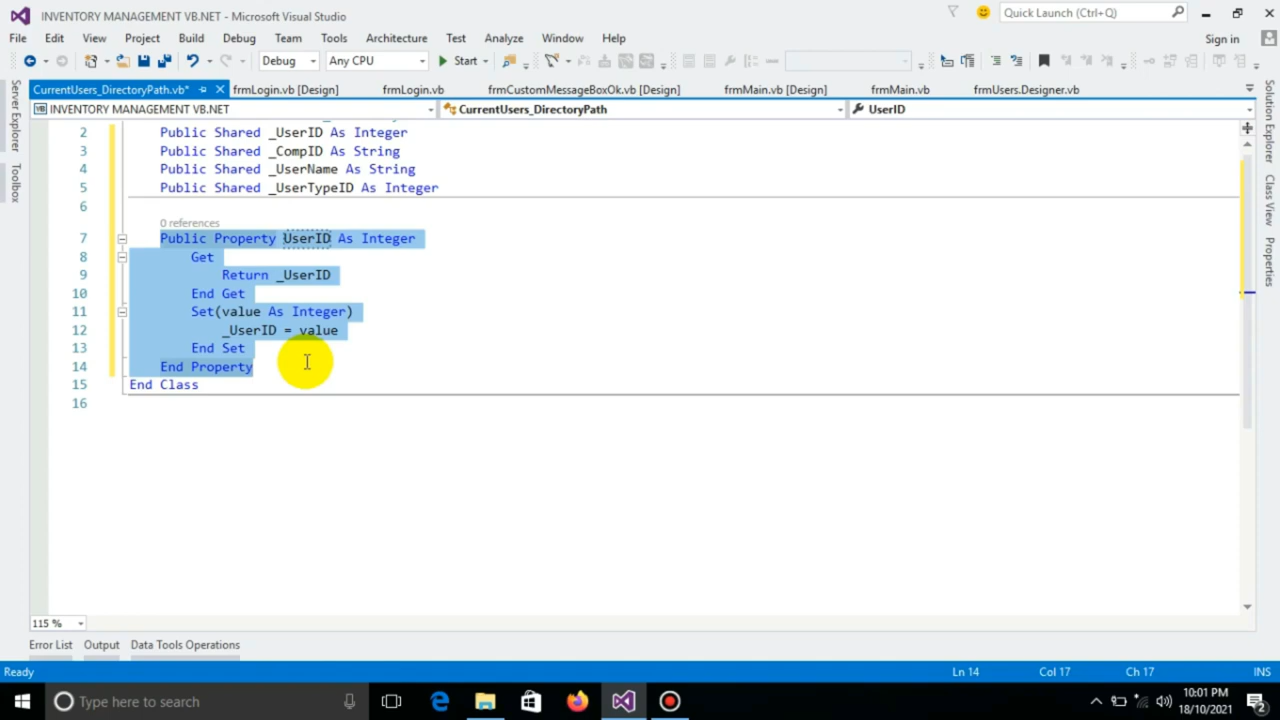 INVENTORY MANAGEMENT VB.NET - Microsoft Visual Studio
Quick Launch (Ctrl+Q)
File Edit View Project Build Debug Team Tools Architecture Test Analyze Window Help
Sign in
Debug Any CPU Start
CurrentUsers_DirectoryPath.vb* frmLogin.vb [Design] frmLogin.vb frmCustomMessageBoxOk.vb [Design] frmMain.vb [Design] frmMain.vb frmUsers.Designer.vb
VB INVENTORY MANAGEMENT VB.NET CurrentUsers_DirectoryPath UserID
Server Explorer
Toolbox
2 Public Shared _UserID As Integer
3 Public Shared _CompID As String
4 Public Shared _UserName As String
5 Public Shared _UserTypeID As Integer
6
0 references
7 Public Property UserID As Integer
8 Get
9 Return _UserID
10 End Get
11 Set(value As Integer)
12 _UserID = value
13 End Set
14 End Property
15 End Class
16
Solution Explorer
Class View
Properties
115 %
Error List Output Data Tools Operations
Ready Ln 14 Col 17 Ch 17 INS
Type here to search
10:01 PM
18/10/2021
2